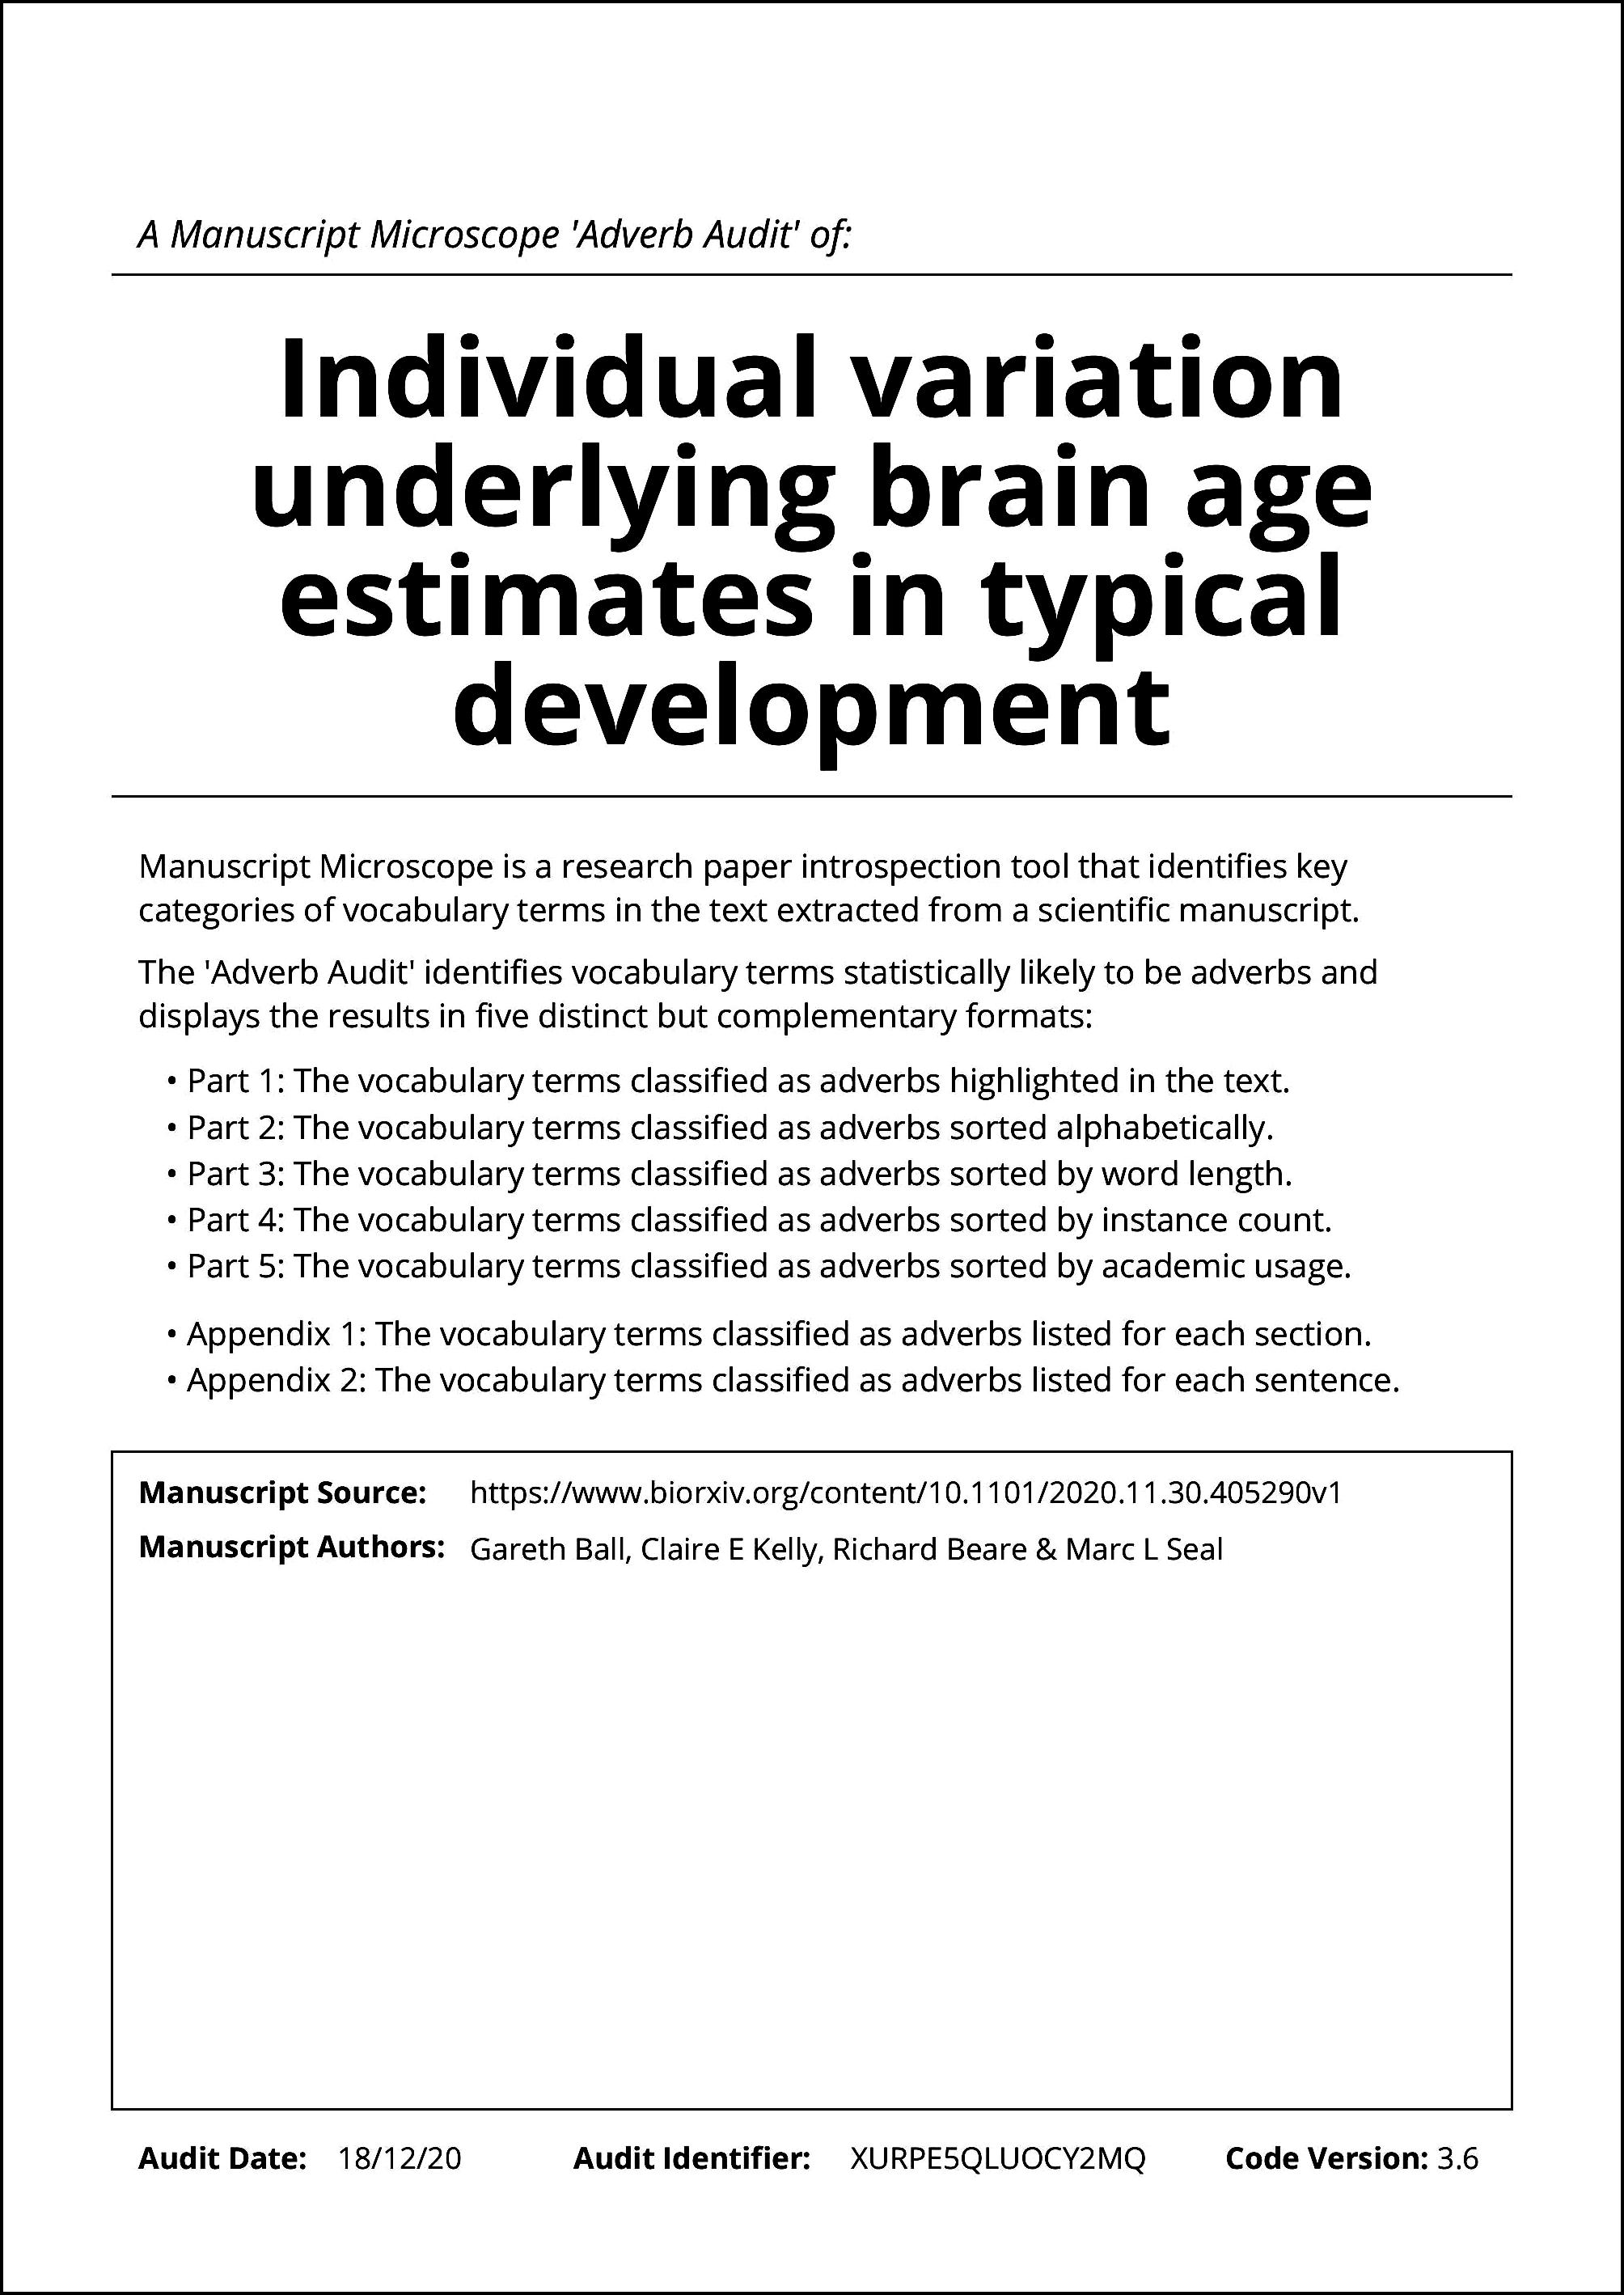 A Manuscript Microscope 'Adverb Audit' of:
Individual variation
underlying brain age
estimates in typical
development
Manuscript Microscope is a research paper introspection tool that identifies key
categories of vocabulary terms in the text extracted from a scientific manuscript.
The 'Adverb Audit' identifies vocabulary terms statistically likely to be adverbs and
displays the results in five distinct but complementary formats:
• Part 1: The vocabulary terms classified as adverbs highlighted in the text.
• Part 2: The vocabulary terms classified as adverbs sorted alphabetically.
• Part 3: The vocabulary terms classified as adverbs sorted by word length.
• Part 4: The vocabulary terms classified as adverbs sorted by instance count.
• Part 5: The vocabulary terms classified as adverbs sorted by academic usage.
• Appendix 1: The vocabulary terms classified as adverbs listed for each section.
• Appendix 2: The vocabulary terms classified as adverbs listed for each sentence.
Manuscript Source: https://www.biorxiv.org/content/10.1101/2020.11.30.405290v1
Manuscript Authors: Gareth Ball, Claire E Kelly, Richard Beare & Marc L Seal
Audit Date: 18/12/20 Audit Identifier: XURPE5QLUOCY2MQ Code Version: 3.6